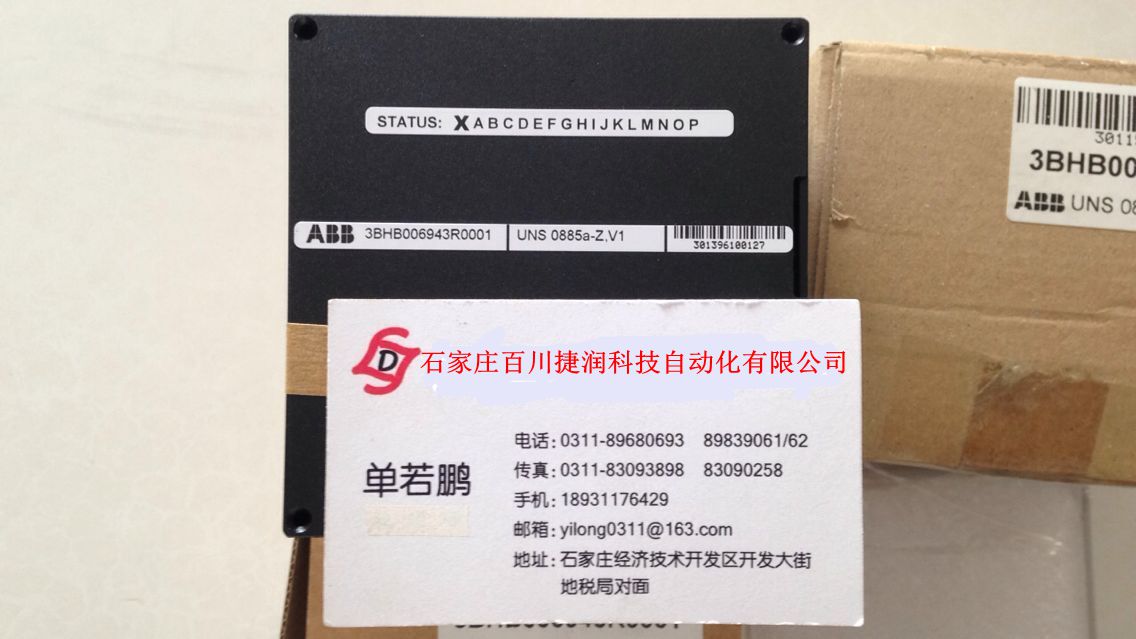 STATUS: X A B C D E F G H I J K L M N O P
ABB 3BHB006943R0001 UNS 0885a-Z,V1
301396100127
3011
3BHB00
ABB UNS 08
D
石家庄百川捷润科技自动化有限公司
单若鹏
电话: 0311-89680693 89839061/62
传真: 0311-83093898 83090258
手机: 18931176429
邮箱: yilong0311@163.com
地址: 石家庄经济技术开发区开发大街
地税局对面